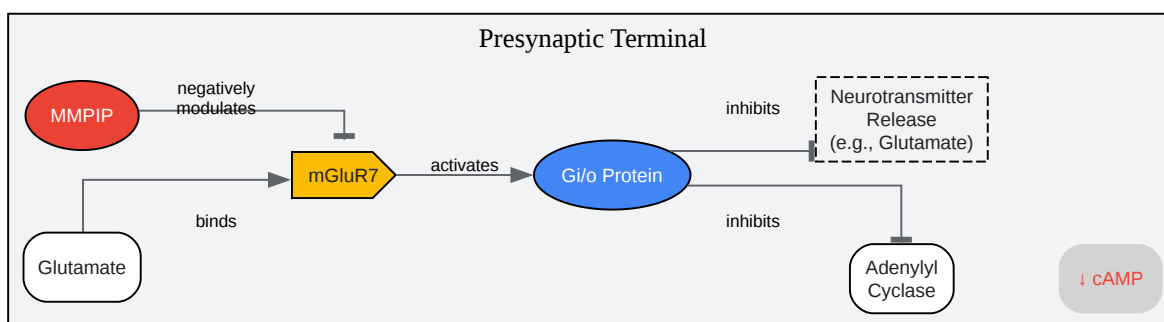 Presynaptic Terminal
MMPIP
negatively
modulates
mGluR7
binds
Glutamate
activates
Gi/o Protein
inhibits
Neurotransmitter
Release
(e.g., Glutamate)
inhibits
Adenylyl
Cyclase
↓ cAMP